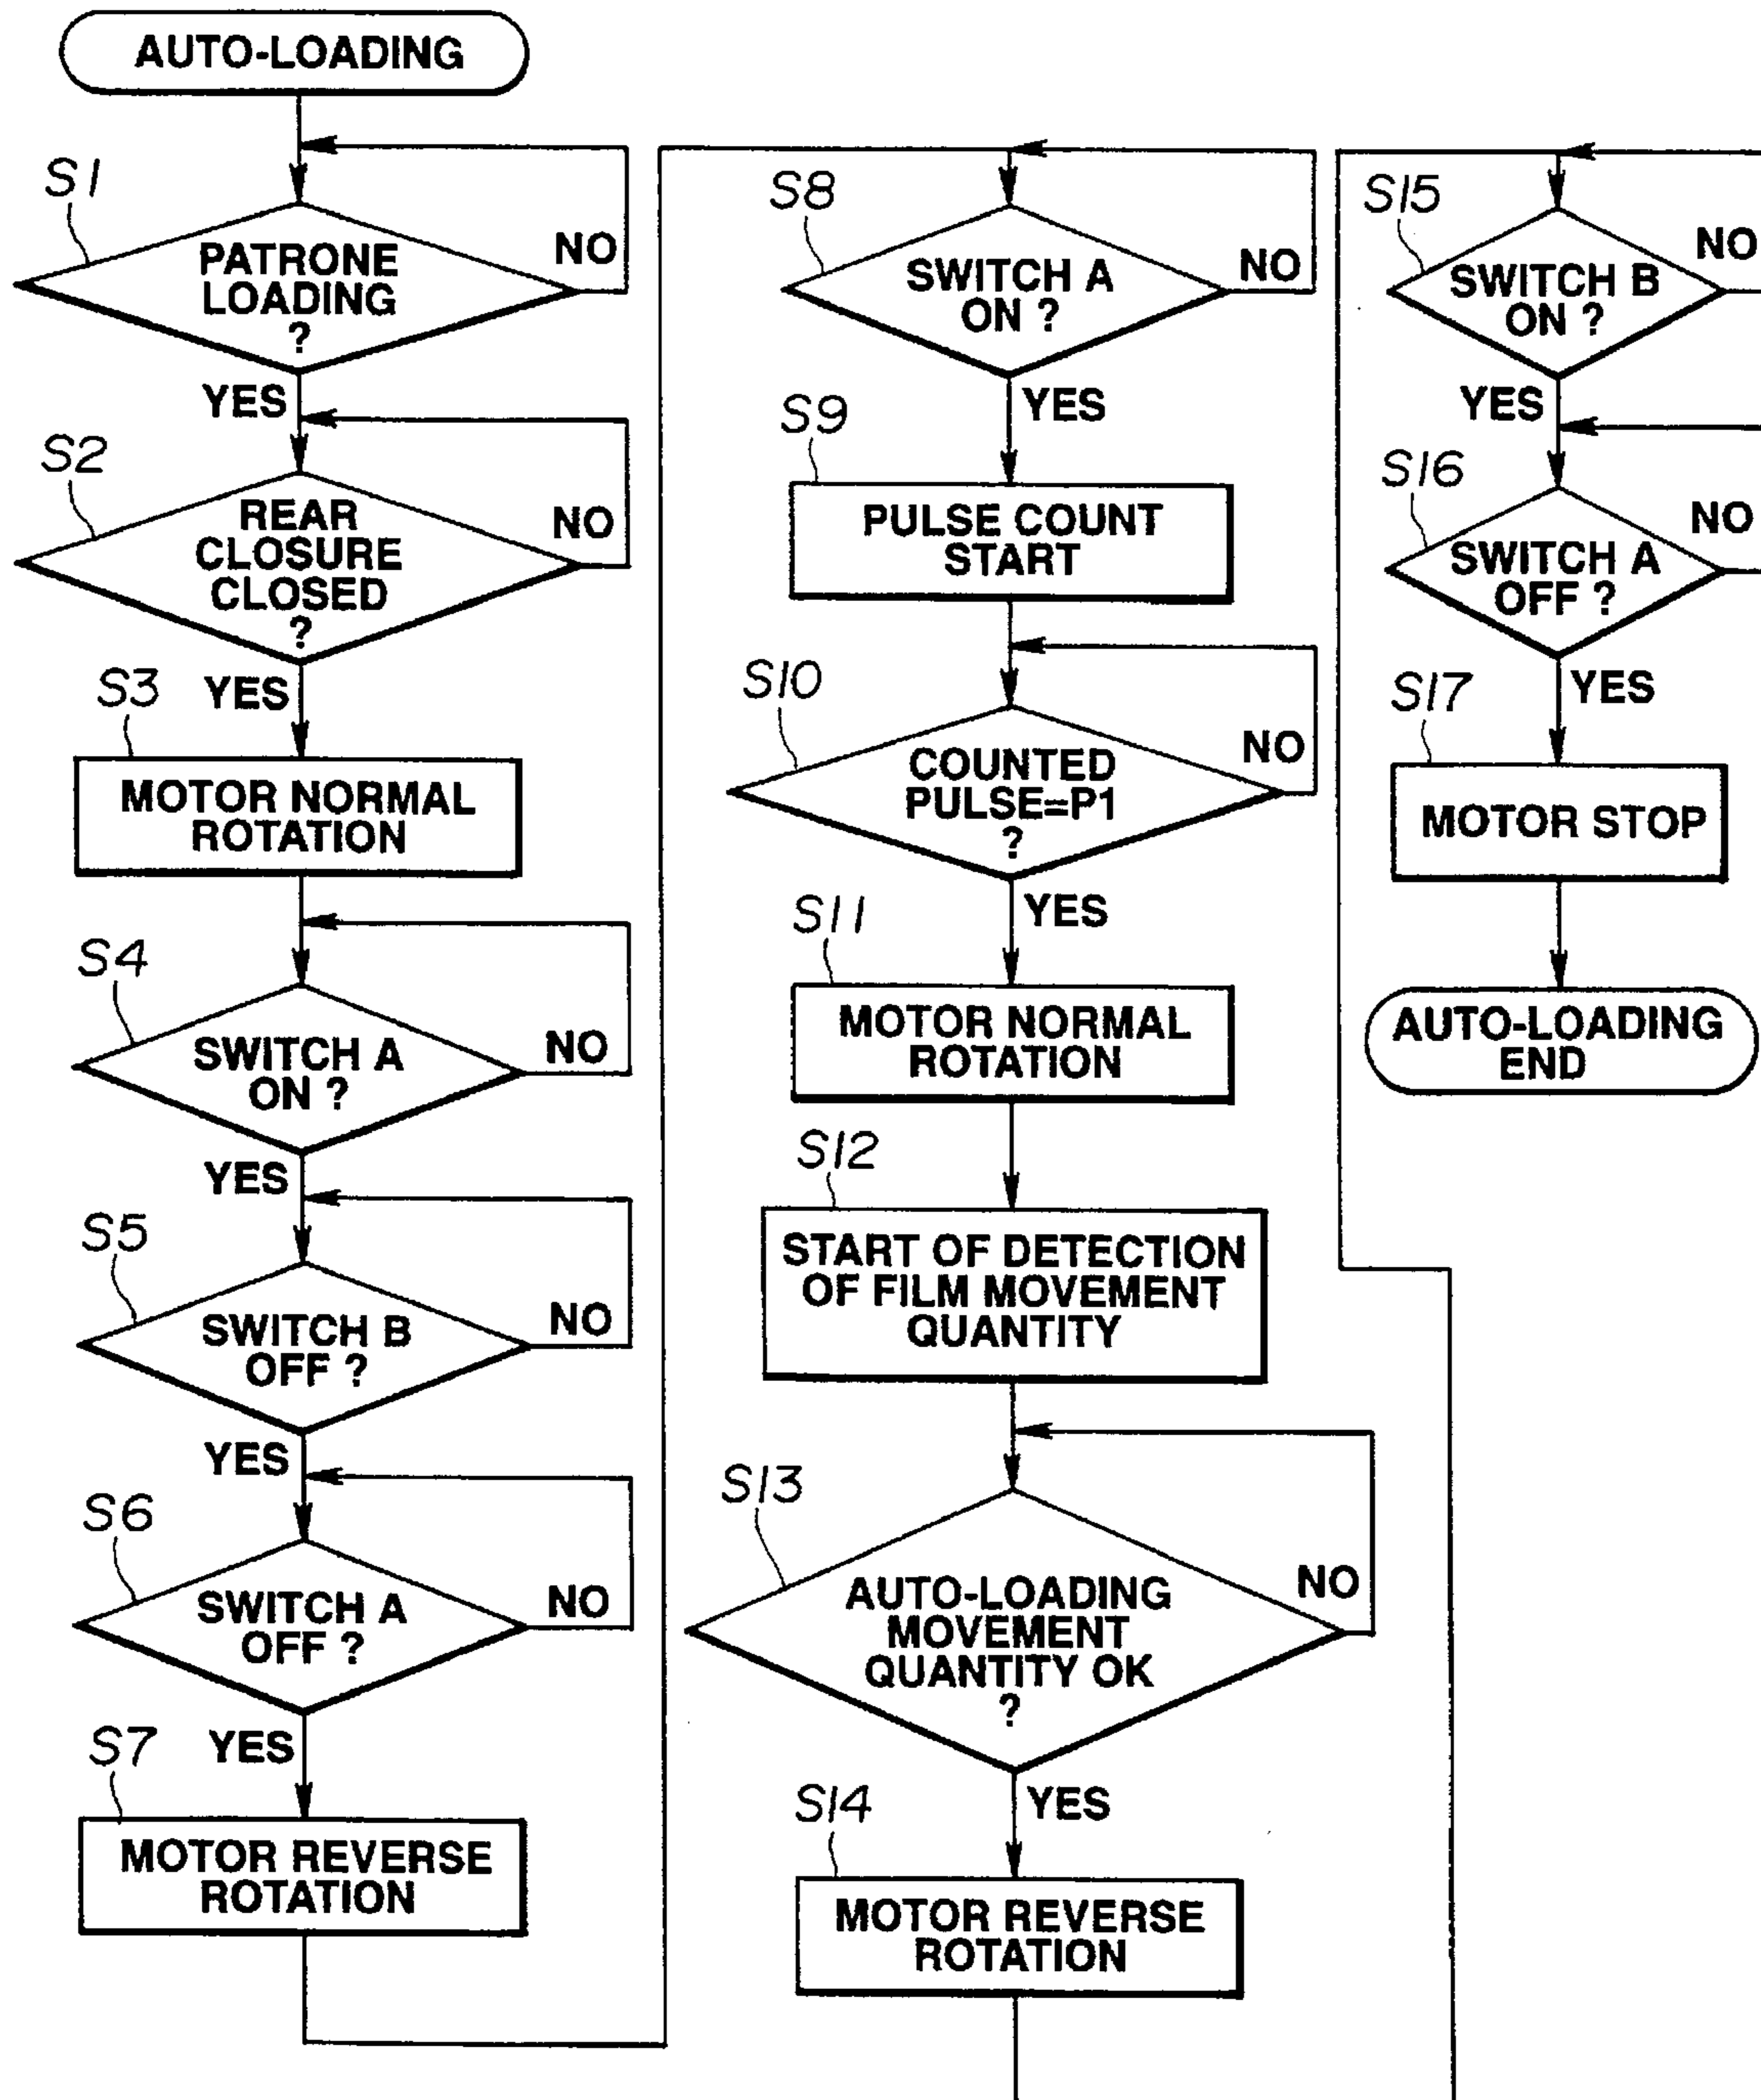 AUTO-LOADING
S1
PATRONE
LOADING
?
NO
YES
S2
REAR
CLOSURE
CLOSED
?
NO
YES
S3
MOTOR NORMAL
ROTATION
S4
SWITCH A
ON ?
NO
YES
S5
SWITCH B
OFF ?
NO
YES
S6
SWITCH A
OFF ?
NO
YES
S7
MOTOR REVERSE
ROTATION
S8
SWITCH A
ON ?
NO
YES
S9
PULSE COUNT
START
S10
COUNTED
PULSE=P1
?
NO
YES
S11
MOTOR NORMAL
ROTATION
S12
START OF DETECTION
OF FILM MOVEMENT
QUANTITY
S13
AUTO-LOADING
MOVEMENT
QUANTITY OK
?
NO
YES
S14
MOTOR REVERSE
ROTATION
S15
SWITCH B
ON ?
NO
YES
S16
SWITCH A
OFF ?
NO
YES
S17
MOTOR STOP
AUTO-LOADING
END